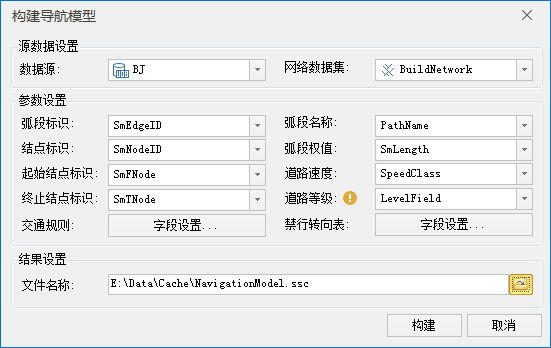 构建导航模型
源数据设置
数据源: BJ 网络数据集: BuildNetwork
参数设置
弧段标识: SmEdgeID 弧段名称: PathName
结点标识: SmNodeID 弧段权值: SmLength
起始结点标识: SmFNode 道路速度: SpeedClass
终止结点标识: SmTNode 道路等级: LevelField
交通规则: 字段设置... 禁行转向表: 字段设置...
结果设置
文件名称: E:\Data\Cache\NavigationModel.ssc
构建 取消